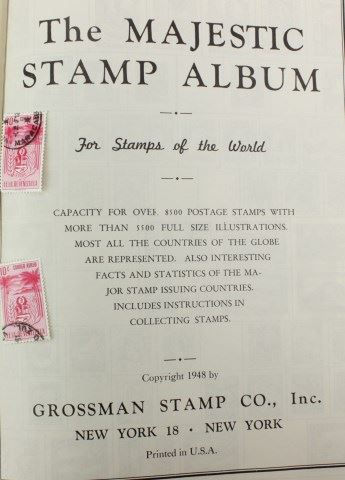 The MAJESTIC
STAMP ALBUM
For Stamps of the World
CAPACITY FOR OVER 8500 POSTAGE STAMPS WITH
MORE THAN 5500 FULL SIZE ILLUSTRATIONS.
MOST ALL THE COUNTRIES OF THE GLOBE
ARE REPRESENTED. ALSO INTERESTING
FACTS AND STATISTICS OF THE MA-
JOR STAMP ISSUING COUNTRIES.
INCLUDES INSTRUCTIONS IN
COLLECTING STAMPS.
Copyright 1948 by
GROSSMAN STAMP CO., Inc.
NEW YORK 18 · NEW YORK
Printed in U.S.A.